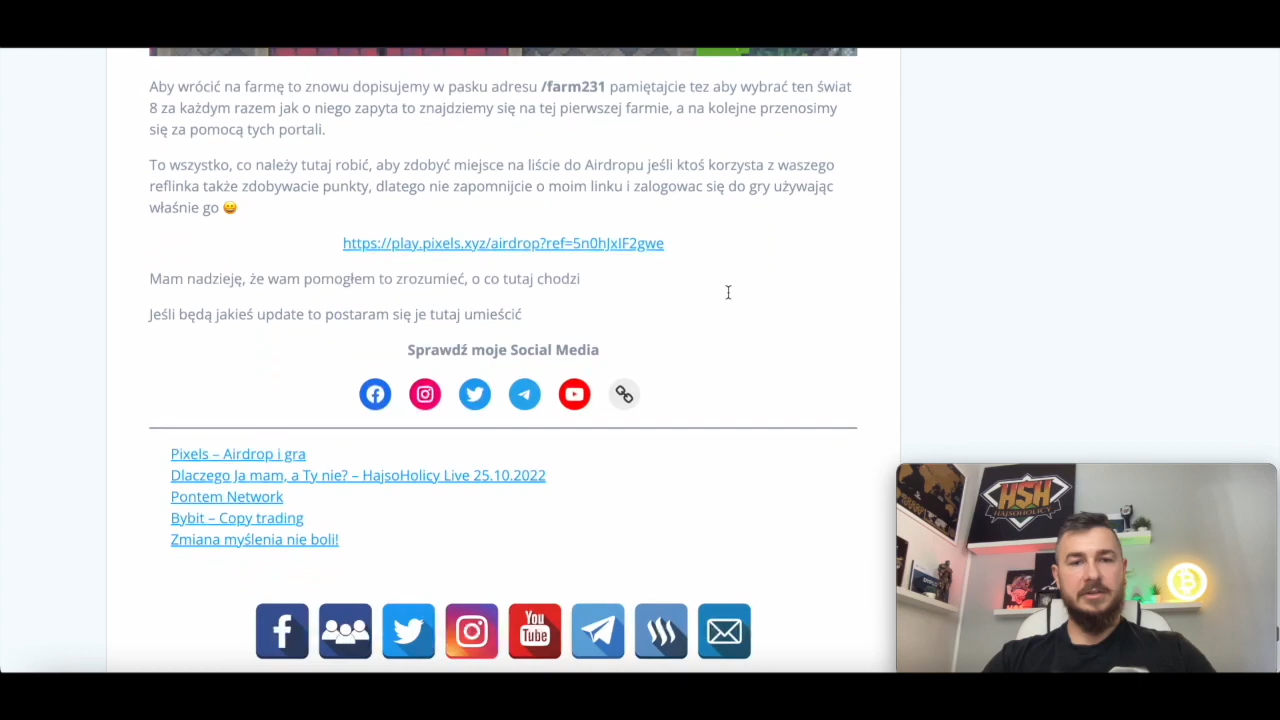 Aby wrócić na farmę to znowu dopisujemy w pasku adresu /farm231 pamiętajcie tez aby wybrać ten świat
8 za każdym razem jak o niego zapyta to znajdziemy się na tej pierwszej farmie, a na kolejne przenosimy
się za pomocą tych portali.
To wszystko, co należy tutaj robić, aby zdobyć miejsce na liście do Airdropu jeśli ktoś korzysta z waszego
reflinka także zdobywacie punkty, dlatego nie zapomnijcie o moim linku i zalogowac się do gry używając
właśnie go 😄
https://play.pixels.xyz/airdrop?ref=5n0hJxIF2gwe
Mam nadzieję, że wam pomogłem to zrozumieć, o co tutaj chodzi
Jeśli będą jakieś update to postaram się je tutaj umieścić
Sprawdź moje Social Media
Pixels – Airdrop i gra
Dlaczego Ja mam, a Ty nie? – HajsoHolicy Live 25.10.2022
Pontem Network
Bybit – Copy trading
Zmiana myślenia nie boli!
You
Tube
HSH
HAJSOHOLICY